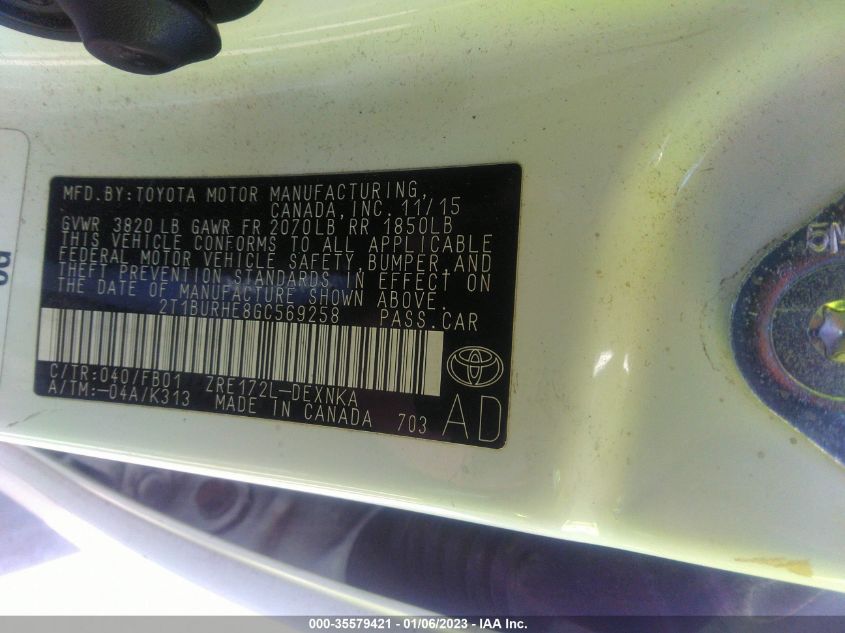 MFD.BY:TOYOTA MOTOR MANUFACTURING,
CANADA,INC. 11/15
GVWR 3820 LB GAWR FR 2070LB RR 1850LB
THIS VEHICLE CONFORMS TO ALL APPLICABLE
FEDERAL MOTOR VEHICLE SAFETY,BUMPER,AND
THEFT PREVENTION STANDARDS IN EFFECT ON
THE DATE OF MANUFACTURE SHOWN ABOVE.
2T1BURHE8GC569258 PASS.CAR
C/TR:040/FB01 ZRE172L-DEXNKA
A/TM:-04A/K313 MADE IN CANADA 703 AD
5M
000-35579421 - 01/06/2023 - IAA Inc.